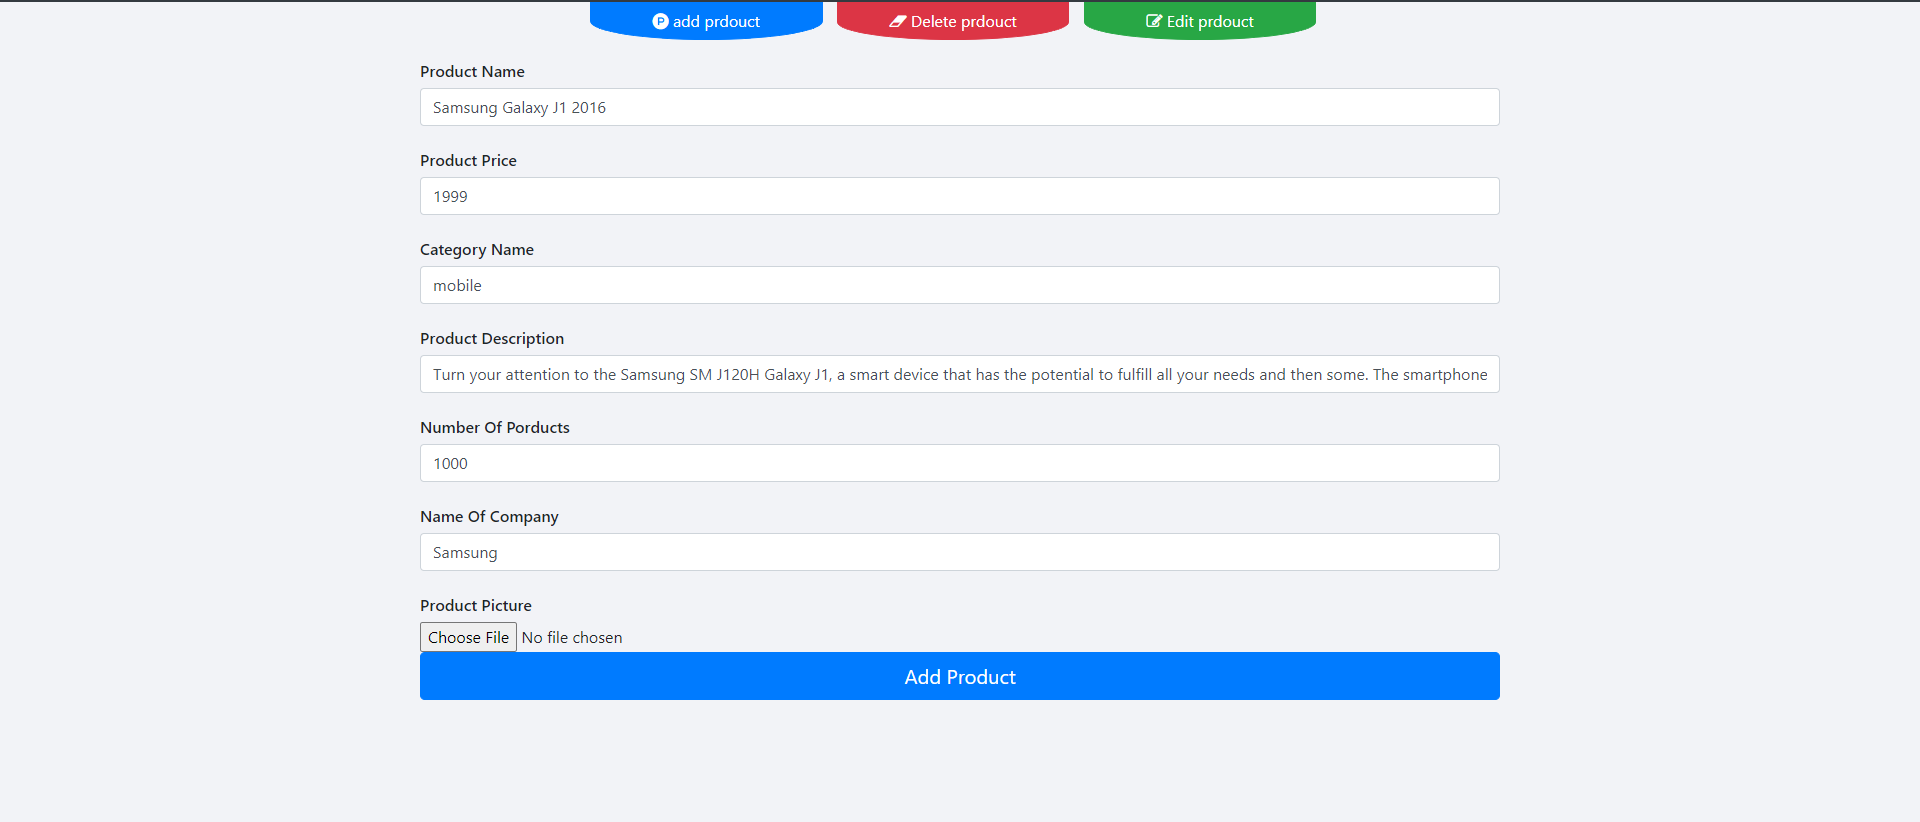 add prdouct Delete prdouct Edit prdouct
Product Name
Samsung Galaxy J1 2016
Product Price
1999
Category Name
mobile
Product Description
Turn your attention to the Samsung SM J120H Galaxy J1, a smart device that has the potential to fulfill all your needs and then some. The smartphone
Number Of Porducts
1000
Name Of Company
Samsung
Product Picture
Choose File No file chosen
Add Product